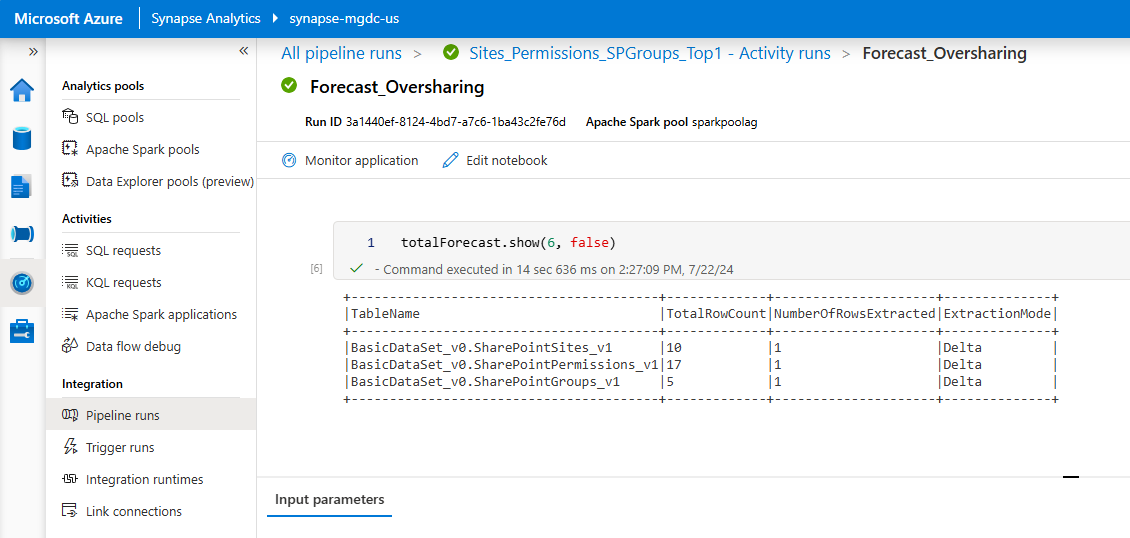 Microsoft Azure | Synapse Analytics ▸ synapse-mgdc-us
» «
All pipeline runs > Sites_Permissions_SPGroups_Top1 - Activity runs > Forecast_Oversharing
Forecast_Oversharing
Run ID 3a1440ef-8124-4bd7-a7c6-1ba43c2fe76d Apache Spark pool sparkpoolag
Monitor application Edit notebook
Analytics pools
SQL pools
Apache Spark pools
Data Explorer pools (preview)
Activities
SQL requests
KQL requests
Apache Spark applications
Data flow debug
Integration
Pipeline runs
Trigger runs
Integration runtimes
Link connections
1 totalForecast.show(6, false)
[6] - Command executed in 14 sec 636 ms on 2:27:09 PM, 7/22/24
+--------------------------------------+-------------+---------------------+--------------+
|TableName |TotalRowCount|NumberOfRowsExtracted|ExtractionMode|
+--------------------------------------+-------------+---------------------+--------------+
|BasicDataSet_v0.SharePointSites_v1 |10 |1 |Delta |
|BasicDataSet_v0.SharePointPermissions_v1|17 |1 |Delta |
|BasicDataSet_v0.SharePointGroups_v1 |5 |1 |Delta |
+--------------------------------------+-------------+---------------------+--------------+
Input parameters